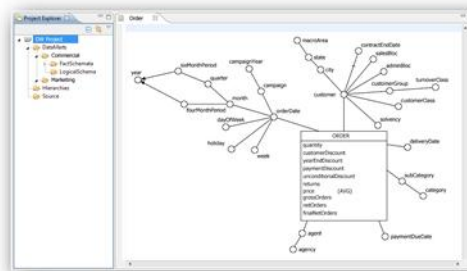 Project Explorer
Order
DW Project
DataMarts
Commercial
FactSchemata
LogicalSchema
Marketing
Hierarchies
Source
macroArea
contractEndDate
state
salesDoc
city
adminDoc
customerGroup
turnoverClass
customer
customerClass
solvency
campaignYear
campaign
sixMonthPeriod
year
quarter
month
fourMonthPeriod
orderDate
dayOfWeek
holiday
week
ORDER
quantity
customerDiscount
yearEndDiscount
paymentDiscount
unconditionalDiscount
returns
price (AVG)
grossOrders
netOrders
finalNetOrders
deliveryDate
subCategory
category
agent
agency
paymentDueDate